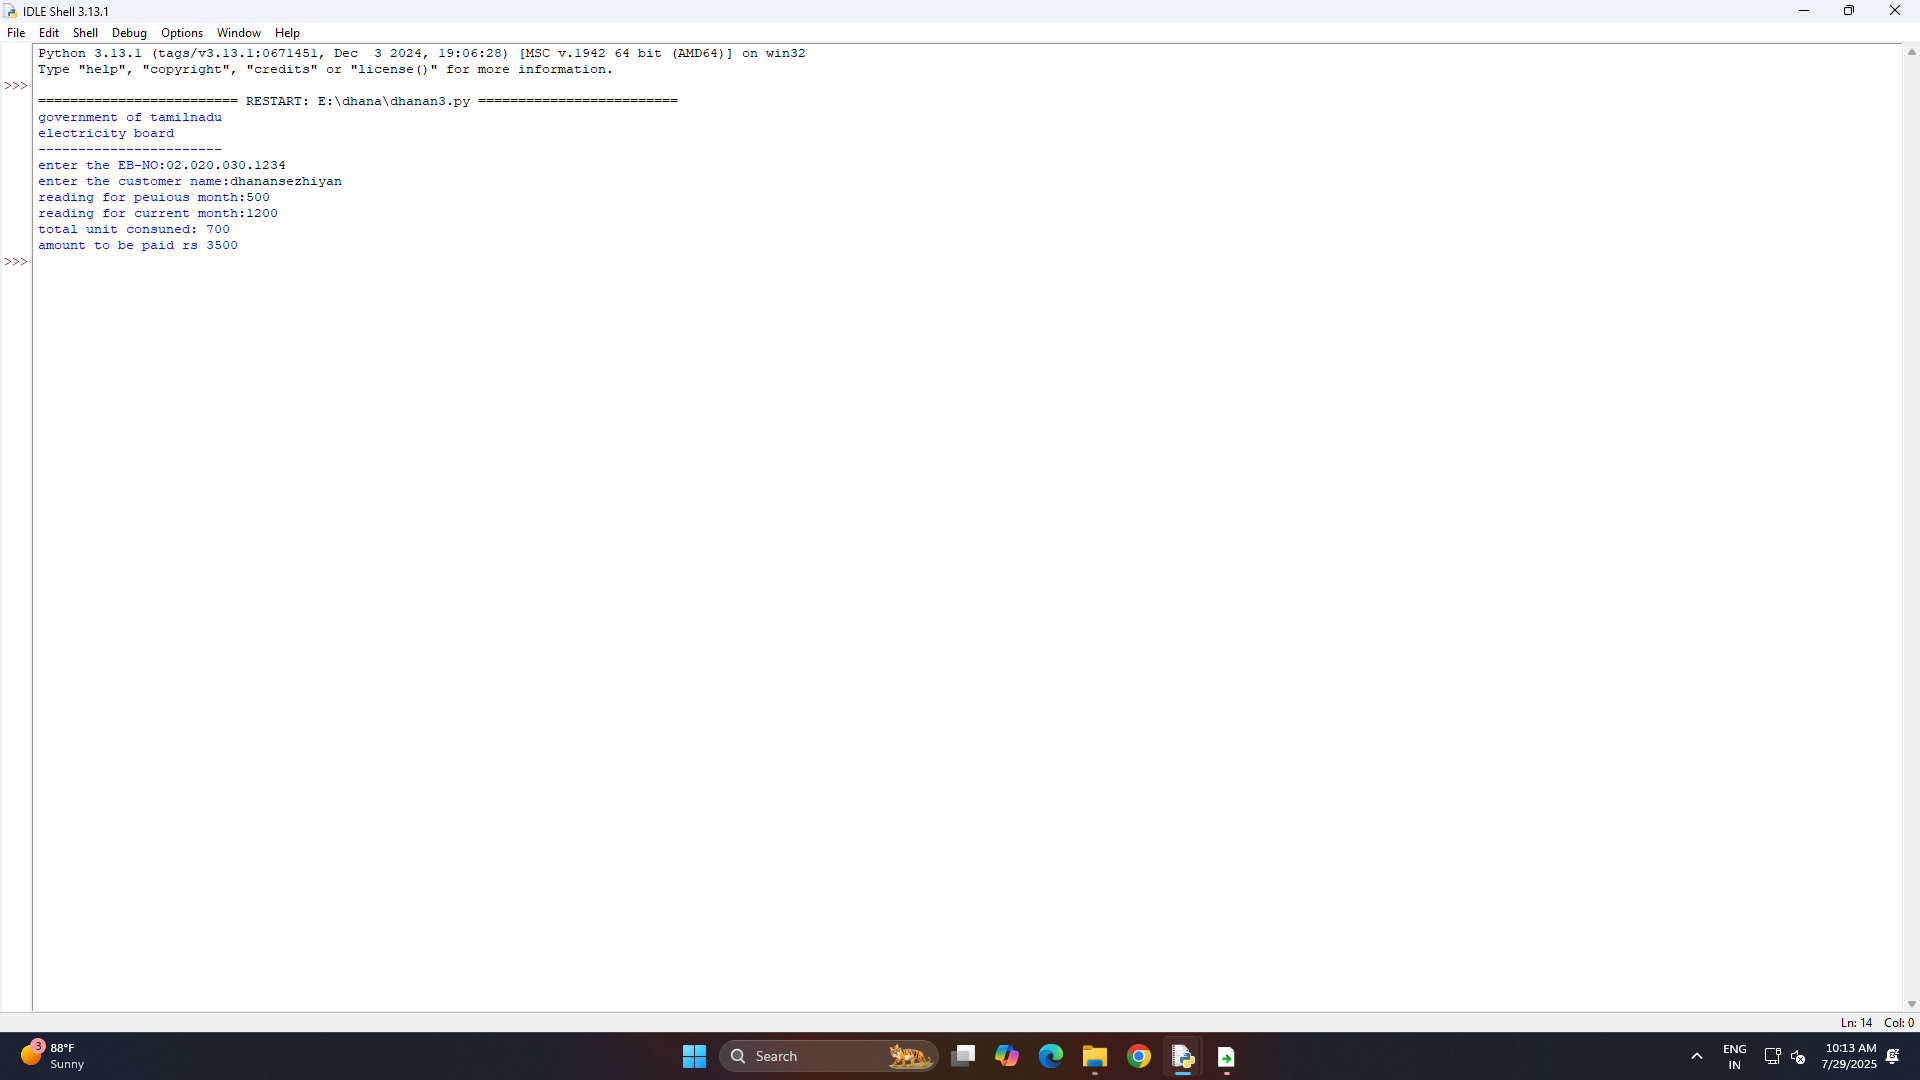 IDLE Shell 3.13.1
File Edit Shell Debug Options Window Help
Python 3.13.1 (tags/v3.13.1:0671451, Dec  3 2024, 19:06:28) [MSC v.1942 64 bit (AMD64)] on win32
Type "help", "copyright", "credits" or "license()" for more information.
>>>
========================= RESTART: E:\dhana\dhanan3.py =========================
government of tamilnadu
electricity board
-----------------------
enter the EB-NO:02.020.030.1234
enter the customer name:dhanansezhiyan
reading for peuious month:500
reading for current month:1200
total unit consuned: 700
amount to be paid rs 3500
>>>
Ln: 14 Col: 0
3
88°F
Sunny
Search
ENG
IN
10:13 AM
7/29/2025